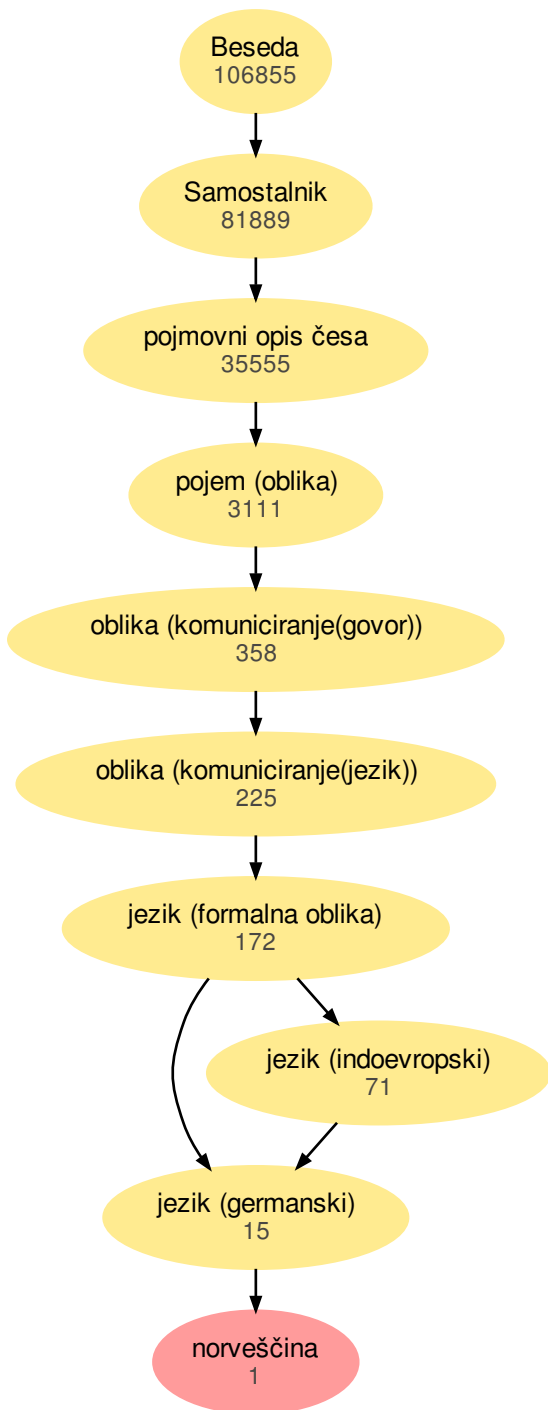 Beseda
106855
Samostalnik
81889
pojmovni opis česa
35555
pojem (oblika)
3111
oblika (komuniciranje(govor))
358
oblika (komuniciranje(jezik))
225
jezik (formalna oblika)
172
jezik (indoevropski)
71
jezik (germanski)
15
norveščina
1